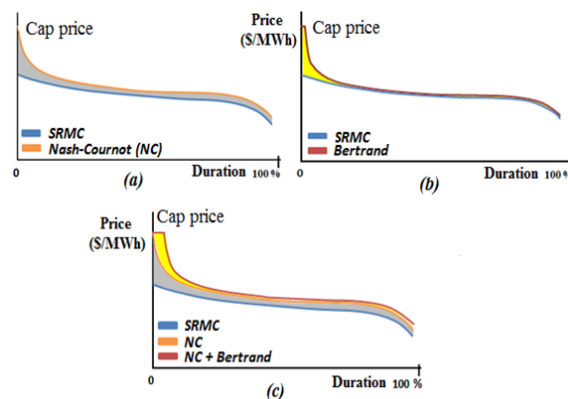 Cap price
SRMC
Nash-Cournot (NC)
0
Duration 100 %
(a)
Price
($/MWh)
Cap price
SRMC
Bertrand
0
Duration 100 %
(b)
Price
($/MWh)
Cap price
SRMC
NC
NC + Bertrand
0
Duration 100 %
(c)